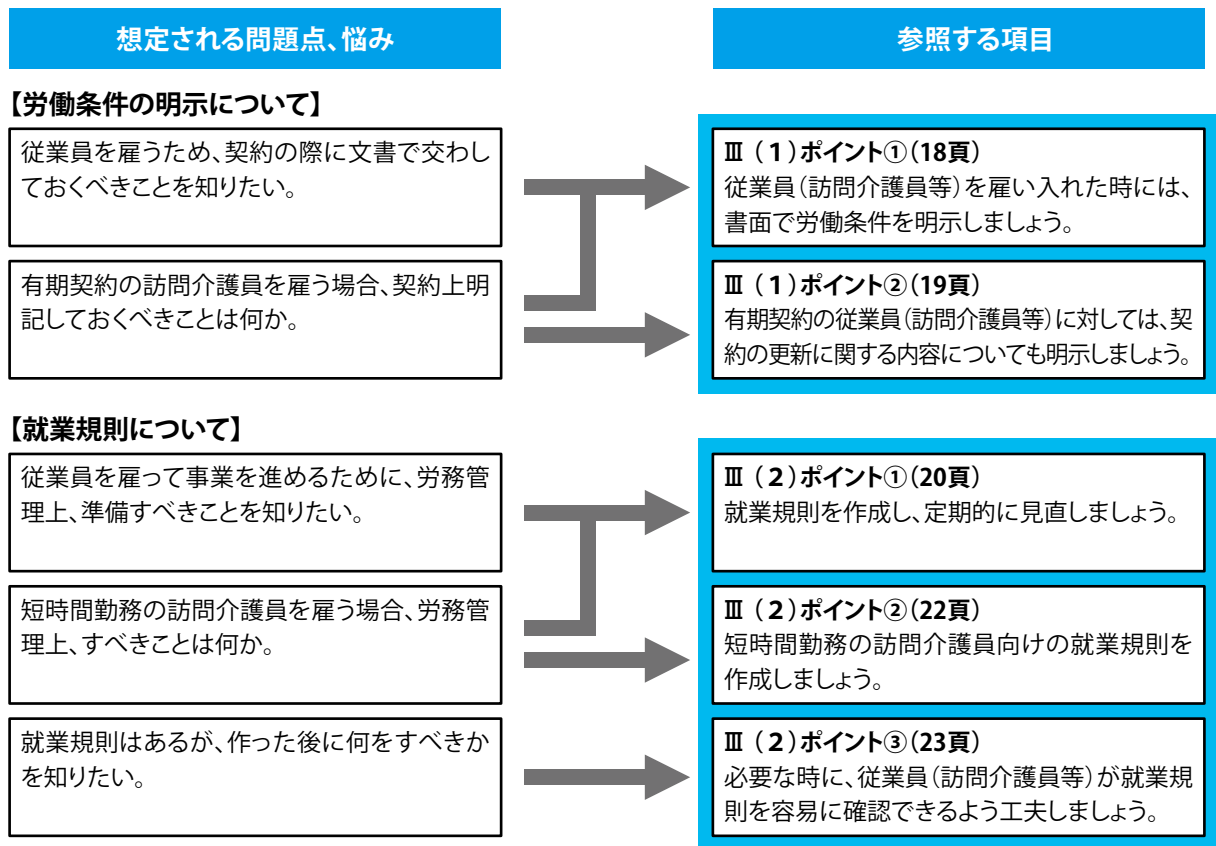 想定される問題点、悩み
参照する項目
【労働条件の明示について】
従業員を雇うため、契約の際に文書で交わし
ておくべきことを知りたい。
Ⅲ（１）ポイント①（18頁）
従業員（訪問介護員等）を雇い入れた時には、
書面で労働条件を明示しましょう。
有期契約の訪問介護員を雇う場合、契約上明
記しておくべきことは何か。
Ⅲ（１）ポイント②（19頁）
有期契約の従業員（訪問介護員等）に対しては、契
約の更新に関する内容についても明示しましょう。
【就業規則について】
従業員を雇って事業を進めるために、労務管
理上、準備すべきことを知りたい。
Ⅲ（２）ポイント①（20頁）
就業規則を作成し、定期的に見直しましょう。
短時間勤務の訪問介護員を雇う場合、労務管
理上、すべきことは何か。
Ⅲ（２）ポイント②（22頁）
短時間勤務の訪問介護員向けの就業規則を
作成しましょう。
就業規則はあるが、作った後に何をすべきか
を知りたい。
Ⅲ（２）ポイント③（23頁）
必要な時に、従業員（訪問介護員等）が就業規
則を容易に確認できるよう工夫しましょう。